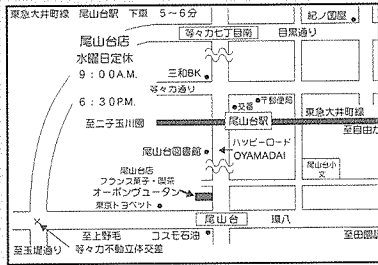 東急大井町線 尾山台駅 下車 5～6分
尾山台店
水曜日定休
9:00A.M.
6:30P.M.
等々力七丁目南
目黒通り
紀ノ国屋
三和BK
等々力通り
交番
〒郵便局
東急大井町線
至二子玉川園
尾山台駅
至自由が
尾山台図書館
ハッピーロード
OYAMADAI
尾山台店
フランス菓子・喫茶
オーボンヴュータン
尾山台小
文
東京トヨペット
尾山台
環八
至上野毛
コスモ石油
至田園調
至玉堤通り
等々力不動立体交差